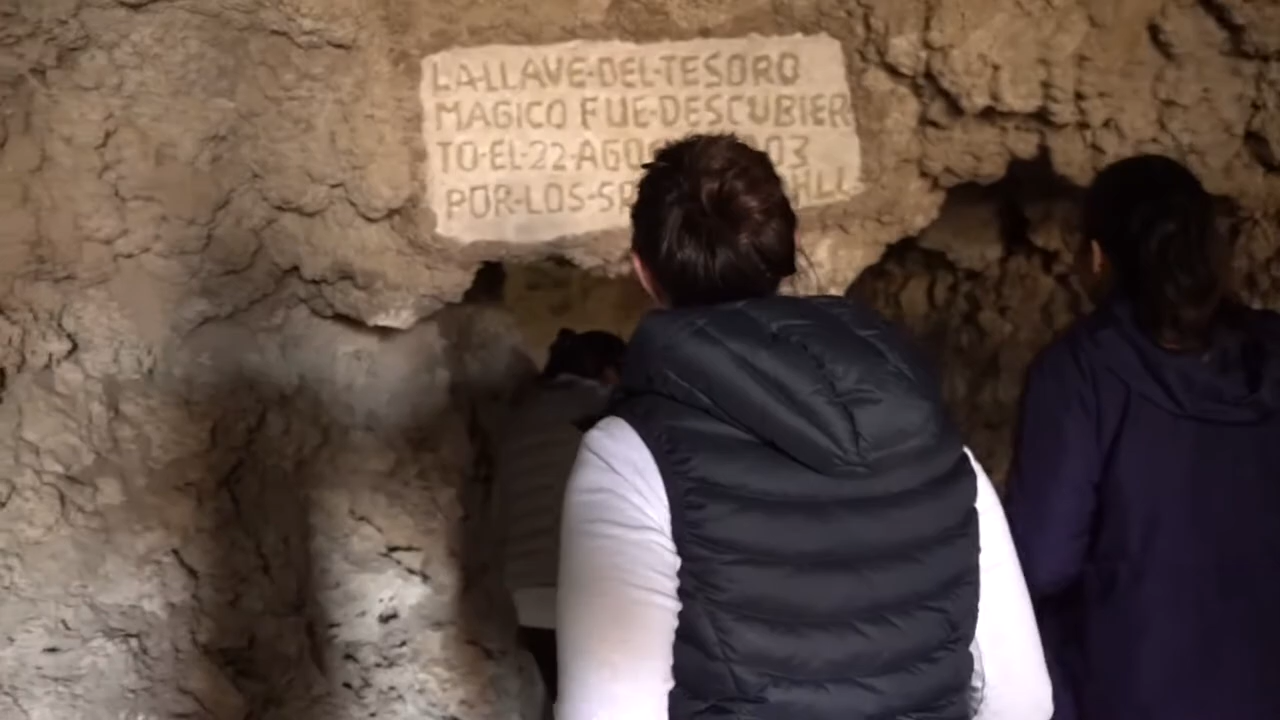 LA·LLAVE·DEL·TESORO
MAGICO FUE·DESCUBIER
TO·EL·22·AGO 03
POR·LOS·S HLL